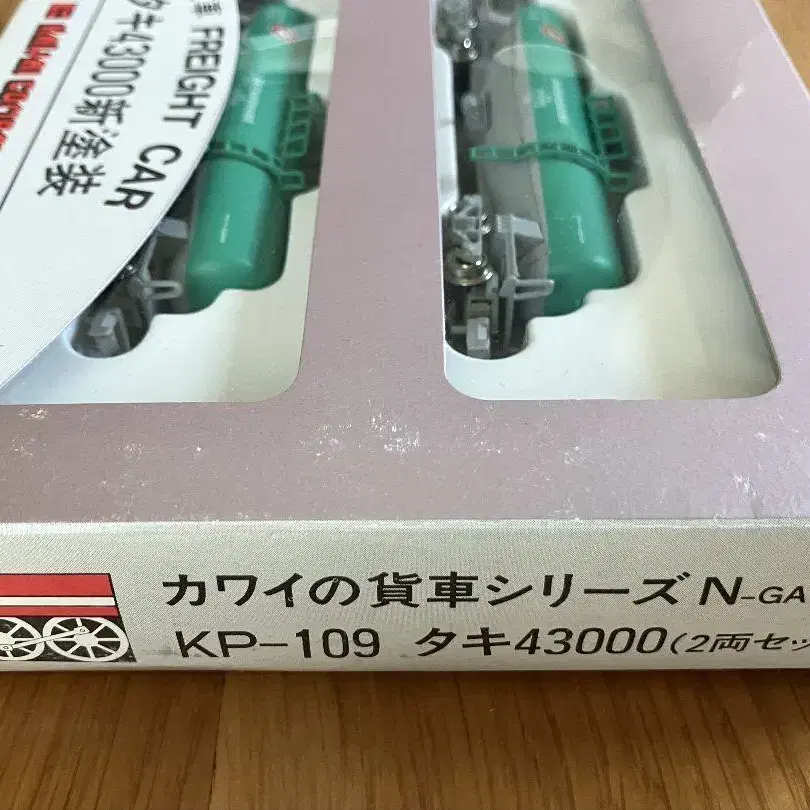 FREIGHT CAR
タキ43000新塗装
カワイの貨車シリーズ N-GA
KP-109 タキ43000(2両セッ